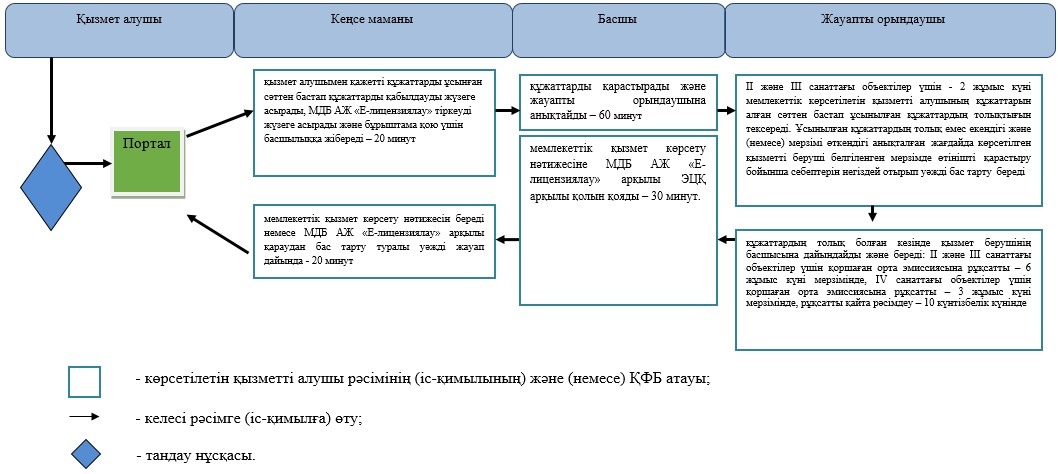 Қызмет алушы
Кеңсе маманы
Басшы
Жауапты орындаушы
Портал
қызмет алушымен қажетті құжаттарды ұсынған
сәттен бастап құжаттарды қабылдауды жүзеге
асырады, МДБ АЖ «Е-лицензиялау» тіркеуді
жүзеге асырады және бұрыштама қою үшін
басшылыққа жібереді – 20 минут
құжаттарды қарастырады және
жауапты орындаушына
анықтайды – 60 минут
II және III санаттағы объектілер үшін - 2 жұмыс күні
мемлекеттік көрсетілетін қызметті алушының құжаттарын
алған сәттен бастап ұсынылған құжаттардың толықтығын
тексереді. Ұсынылған құжаттардың толық емес екендігі және
(немесе) мерзімі өткендігі анықталған жағдайда көрсетілген
қызметті беруші белгіленген мерзімде өтінішті қарастыру
бойынша себептерін негіздей отырып уәжді бас тарту береді
мемлекеттік қызмет көрсету
нәтижесіне МДБ АЖ «Е-
лицензиялау» арқылы ЭЦҚ
арқылы қолын қояды – 30 минут.
мемлекеттік қызмет көрсету нәтижесін береді
немесе МДБ АЖ «Е-лицензиялау» арқылы
қараудан бас тарту туралы уежді жауап
дайында - 20 минут
құжаттардың толық болған кезінде қызмет берушінің
басшысына дайындайды және береді: II және III санаттағы
объектілер үшін қоршаған орта эмиссиясына рұқсатты – 6
жұмыс күні мерзімінде, IV санаттағы объектілер үшін
қоршаған орта эмиссиясына рұқсатты – 3 жұмыс күні
мерзімінде, рұқсатты қайта рәсімдеу – 10 күнтізбелік күнінде
- көрсетілетін қызметті алушы рәсімінің (іс-қимылының) және (немесе) ҚФБ атауы;
- келесі рәсімге (іс-қимылға) өту;
- тандау нұсқасы.